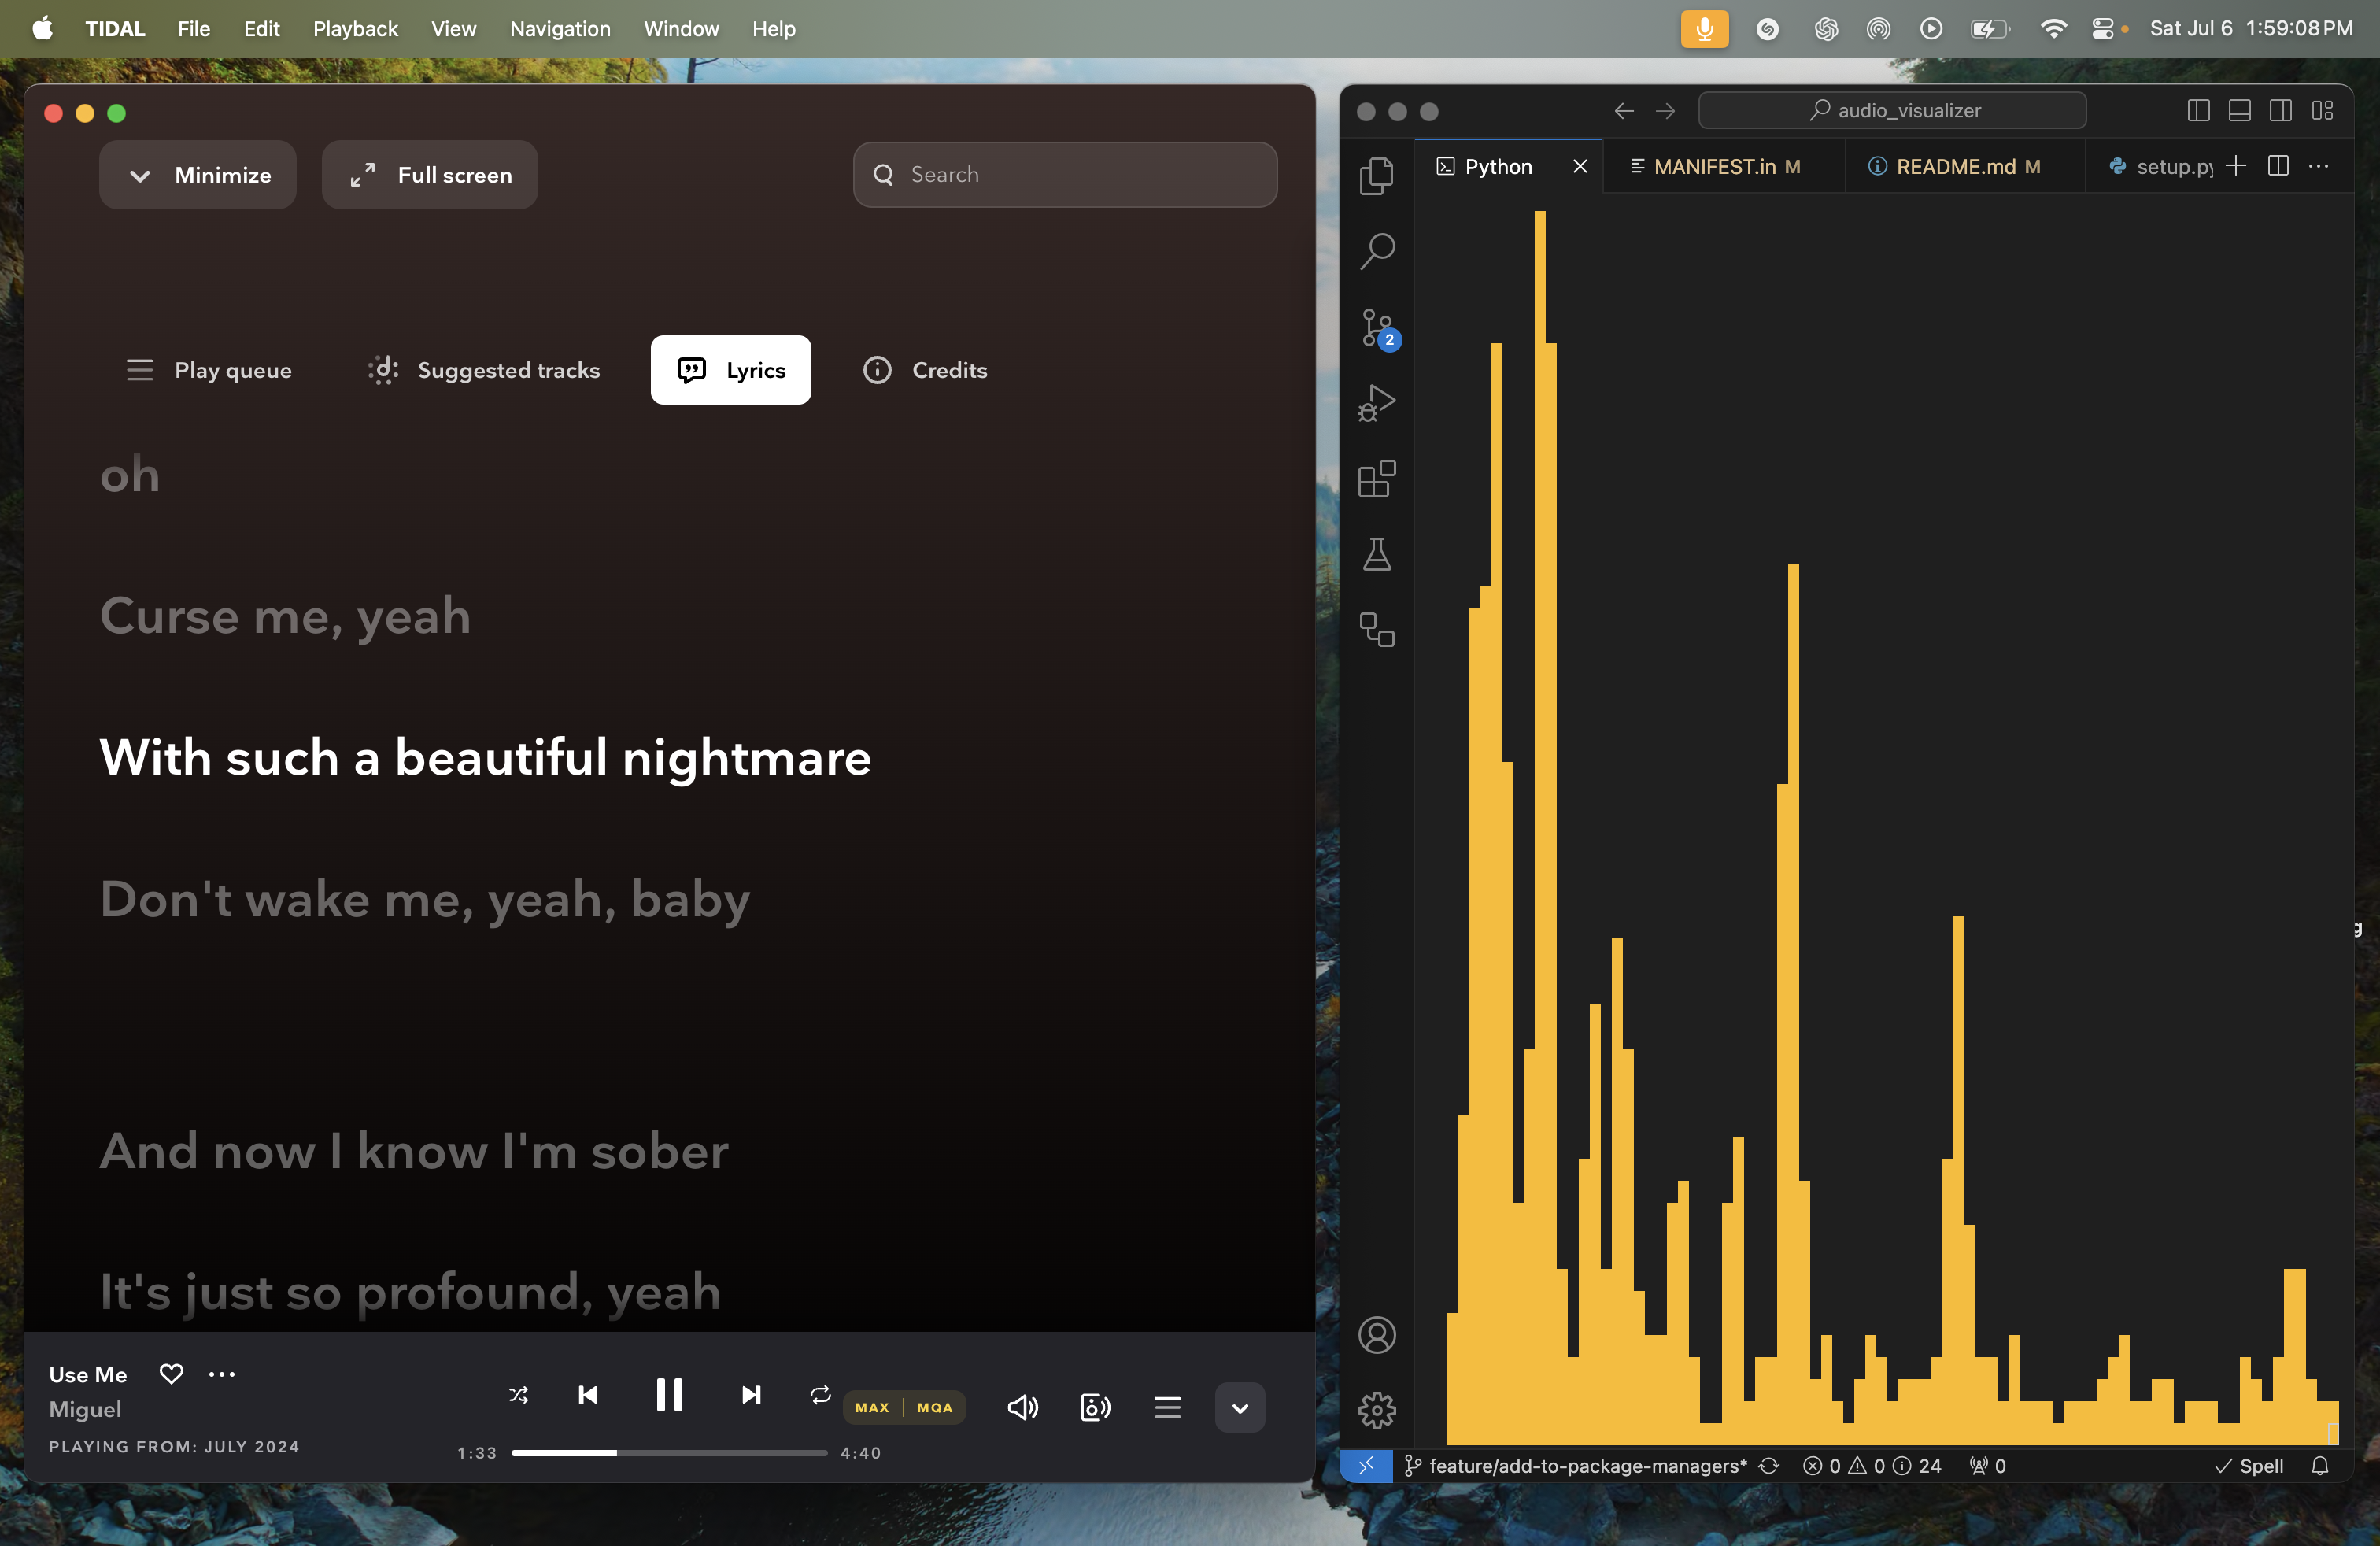 TIDAL File Edit Playback View Navigation Window Help Sat Jul 6 1:59:08 PM
Minimize Full screen Search
Play queue Suggested tracks Lyrics Credits
oh
Curse me, yeah
With such a beautiful nightmare
Don't wake me, yeah, baby
And now I know I'm sober
It's just so profound, yeah
Use Me
Miguel
PLAYING FROM: JULY 2024
1:33 4:40
MAX | MQA
audio_visualizer
Python MANIFEST.in M README.md M setup.py
2
g
feature/add-to-package-managers* 0 0 24 0 Spell